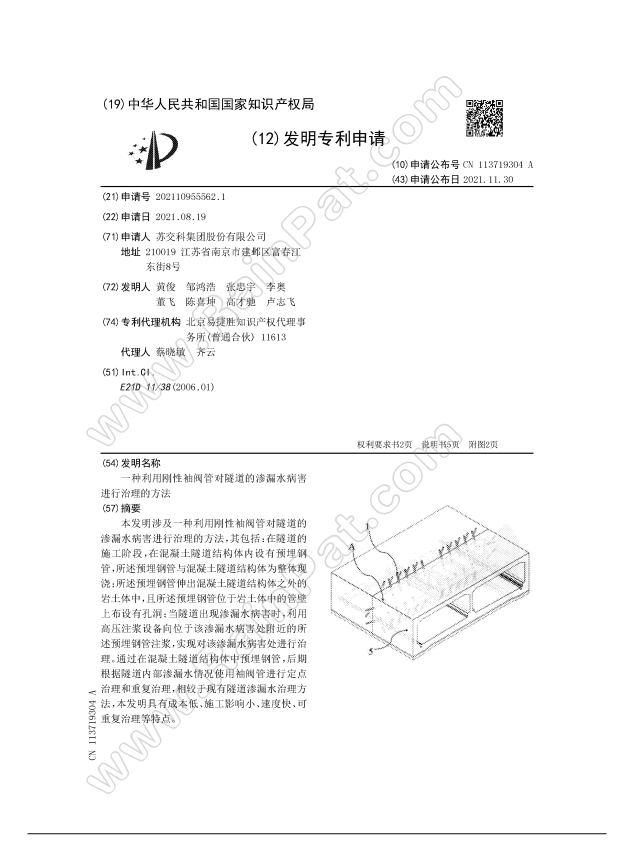 (19)中华人民共和国国家知识产权局
(12)发明专利申请
(10)申请公布号 CN 113719304 A
(43)申请公布日 2021.11.30
(21)申请号 202110955562.1
(22)申请日 2021.08.19
(71)申请人 苏交科集团股份有限公司
地址 210019 江苏省南京市建邺区富春江
东街8号
(72)发明人 黄俊 邹鸿浩 张忠宇 李奥
董飞 陈喜坤 高才驰 卢志飞
(74)专利代理机构 北京易捷胜知识产权代理事
务所(普通合伙) 11613
代理人 蔡晓敏 齐云
(51)Int.Cl.
E21D 11/38(2006.01)
权利要求书2页 说明书5页 附图2页
(54)发明名称
一种利用刚性袖阀管对隧道的渗漏水病害
进行治理的方法
(57)摘要
本发明涉及一种利用刚性袖阀管对隧道的
渗漏水病害进行治理的方法,其包括:在隧道的
施工阶段,在混凝土隧道结构体内设有预埋钢
管,所述预埋钢管与混凝土隧道结构体为整体现
浇;所述预埋钢管伸出混凝土隧道结构体之外的
岩土体中,且所述预埋钢管位于岩土体中的管壁
上布设有孔洞;当隧道出现渗漏水病害时,利用
高压注浆设备向位于该渗漏水病害处附近的所
述预埋钢管注浆,实现对该渗漏水病害处进行治
理。通过在混凝土隧道结构体中预埋钢管,后期
根据隧道内部渗漏水情况使用袖阀管进行定点
治理和重复治理,相较于现有隧道渗漏水治理方
法,本发明具有成本低、施工影响小、速度快、可
重复治理等特点。
1
A
5
CN 113719304 A
www.iBainPat.com
www.iBainPat.com